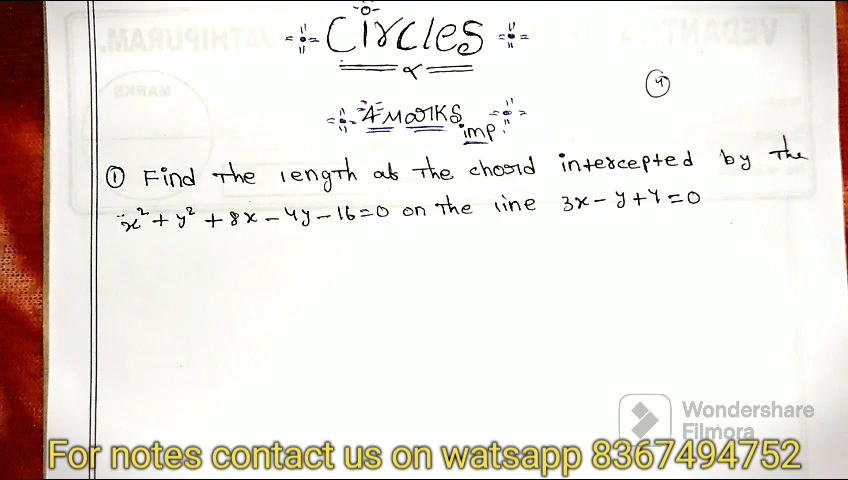 Circles
4 Marks
imp.
4
① Find The length of The chord intercepted by The
x² + y² + 8x - 4y - 16 = 0 on The line 3x - y + 4 = 0
Wondershare
Filmora
For notes contact us on watsapp 8367494752